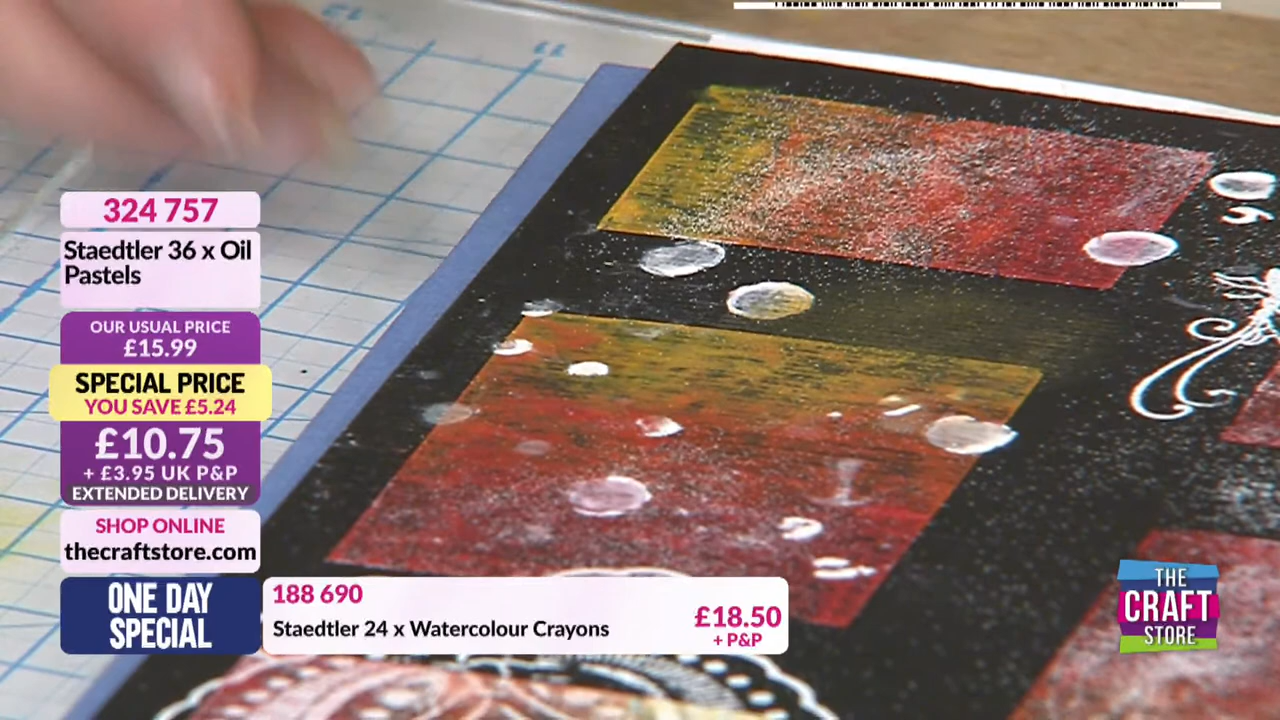 324 757
Staedtler 36 x Oil
Pastels
OUR USUAL PRICE
£15.99
SPECIAL PRICE
YOU SAVE £5.24
£10.75
+ £3.95 UK P&P
EXTENDED DELIVERY
SHOP ONLINE
thecraftstore.com
ONE DAY
SPECIAL
188 690
Staedtler 24 x Watercolour Crayons
£18.50
+ P&P
THE
CRAFT
STORE
12
11